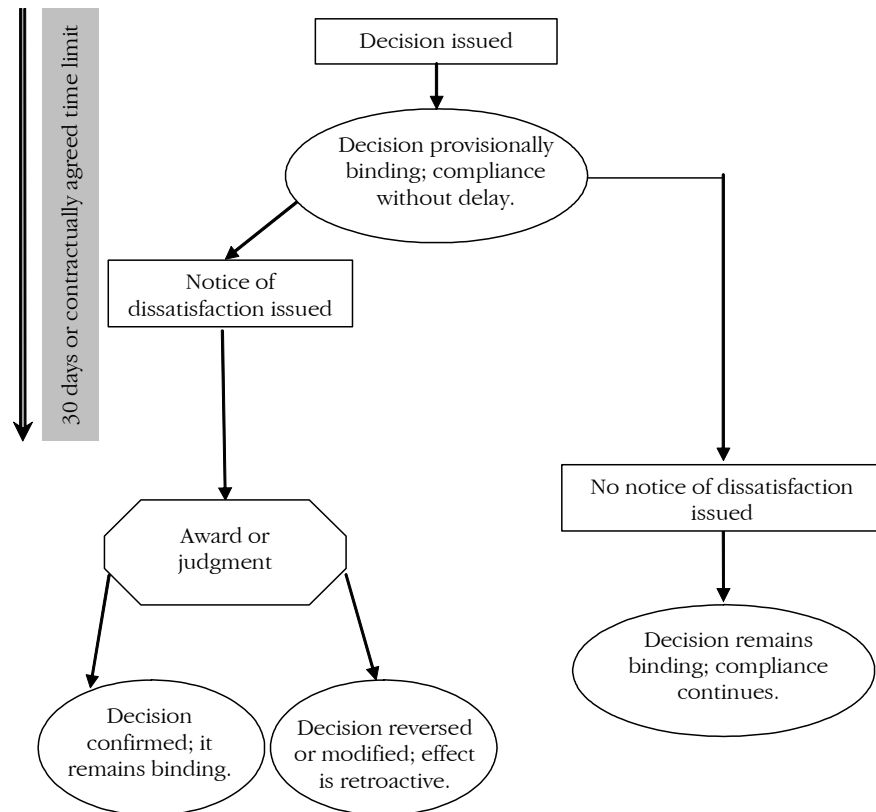 30 days or contractually agreed time limit
Decision issued
Decision provisionally
binding; compliance
without delay.
Notice of
dissatisfaction issued
No notice of dissatisfaction
issued
Award or
judgment
Decision remains
binding; compliance
continues.
Decision
confirmed; it
remains binding.
Decision reversed
or modified; effect
is retroactive.